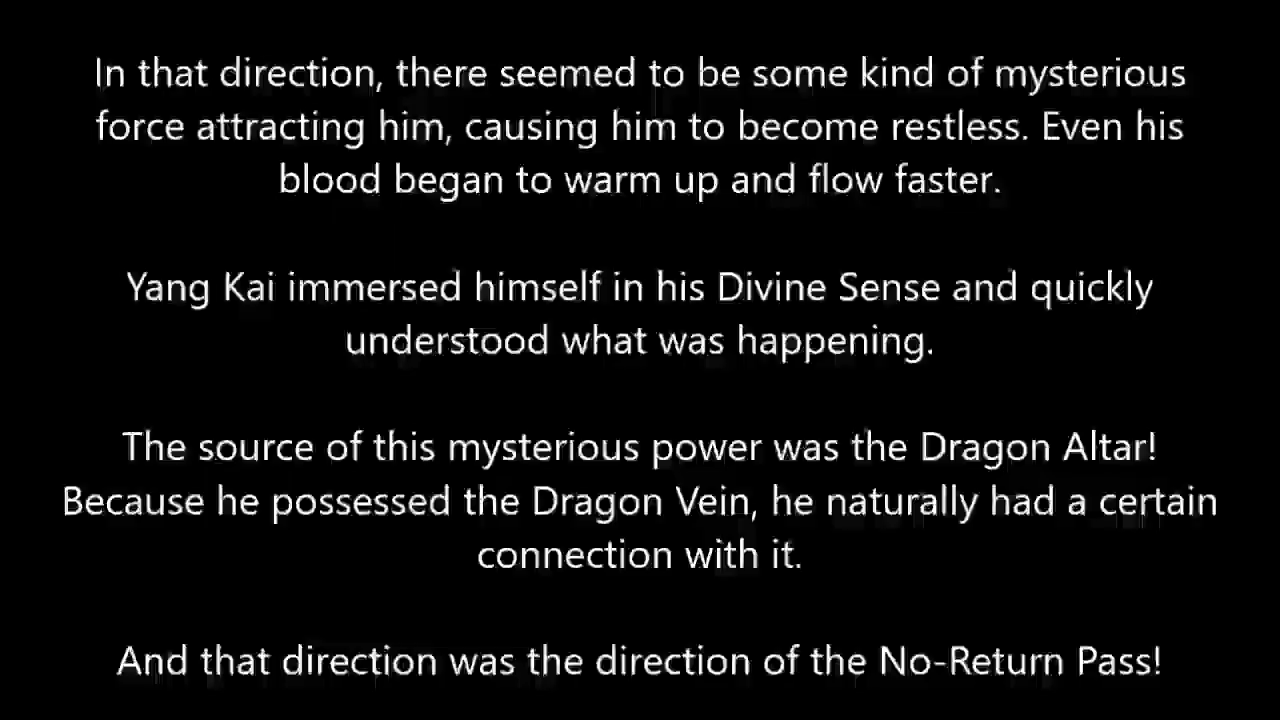 In that direction, there seemed to be some kind of mysterious
force attracting him, causing him to become restless. Even his
blood began to warm up and flow faster.
Yang Kai immersed himself in his Divine Sense and quickly
understood what was happening.
The source of this mysterious power was the Dragon Altar!
Because he possessed the Dragon Vein, he naturally had a certain
connection with it.
And that direction was the direction of the No-Return Pass!